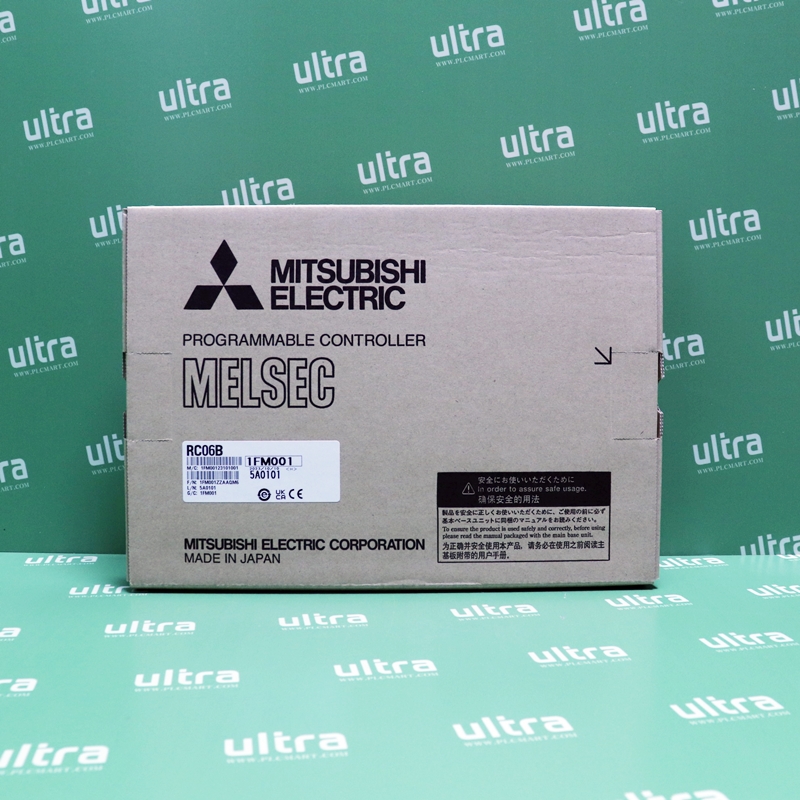 ultra
WWW.PLCMART.COM
MITSUBISHI
ELECTRIC
PROGRAMMABLE CONTROLLER
MELSEC
RC06B
1FM001
M/C: 1FM00123101001
5A0101
F/N: 1FM001ZZAAGM6
L/N: 5A0101
G/C: 1FM001
UK CA CE
MITSUBISHI ELECTRIC CORPORATION
MADE IN JAPAN
安全にお使いいただくために
In order to assure safe usage.
确保安全的用法
製品を安全に正しくお使いいただくために、ご使用の前に必ず
基本ベースユニットに同梱のマニュアルをお読みください。
To ensure the product is used safely and correctly, before using
please read the manual packaged with the main base unit.
为正确并安全使用本产品，请务必在使用之前阅读主
基板附带的用户手册。